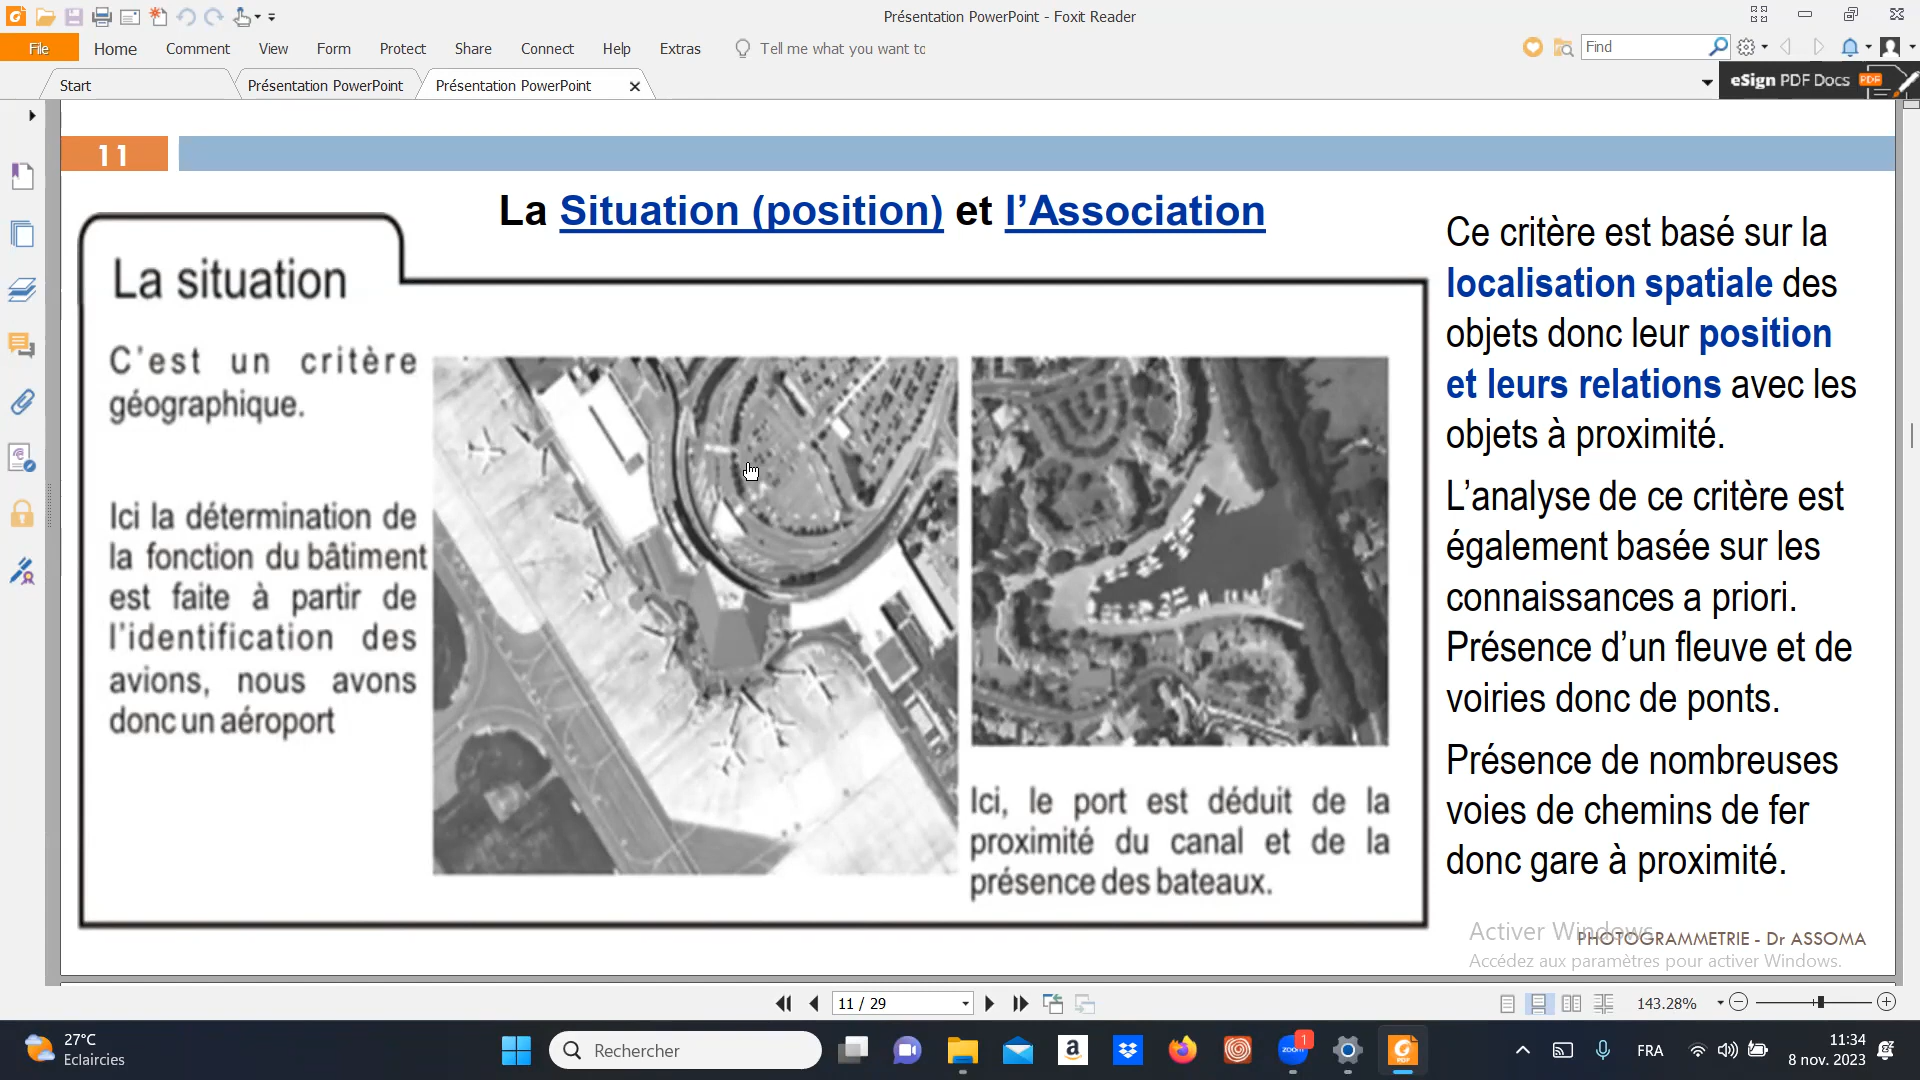 Présentation PowerPoint - Foxit Reader
File Home Comment View Form Protect Share Connect Help Extras Tell me what you want to
Find
Start Présentation PowerPoint Présentation PowerPoint
eSign PDF Docs PDF
11
La Situation (position) et l’Association
La situation
C’est un critère
géographique.
Ici la détermination de
la fonction du bâtiment
est faite à partir de
l’identification des
avions, nous avons
donc un aéroport
Ici, le port est déduit de la
proximité du canal et de la
présence des bateaux.
Ce critère est basé sur la
localisation spatiale des
objets donc leur position
et leurs relations avec les
objets à proximité.
L’analyse de ce critère est
également basée sur les
connaissances a priori.
Présence d’un fleuve et de
voiries donc de ponts.
Présence de nombreuses
voies de chemins de fer
donc gare à proximité.
Activer Windows
PHOTOGRAMMETRIE - Dr ASSOMA
Accédez aux paramètres pour activer Windows.
11 / 29
143.28%
27°C
Eclaircies
Rechercher
zoom
1
FRA
11:34
8 nov. 2023